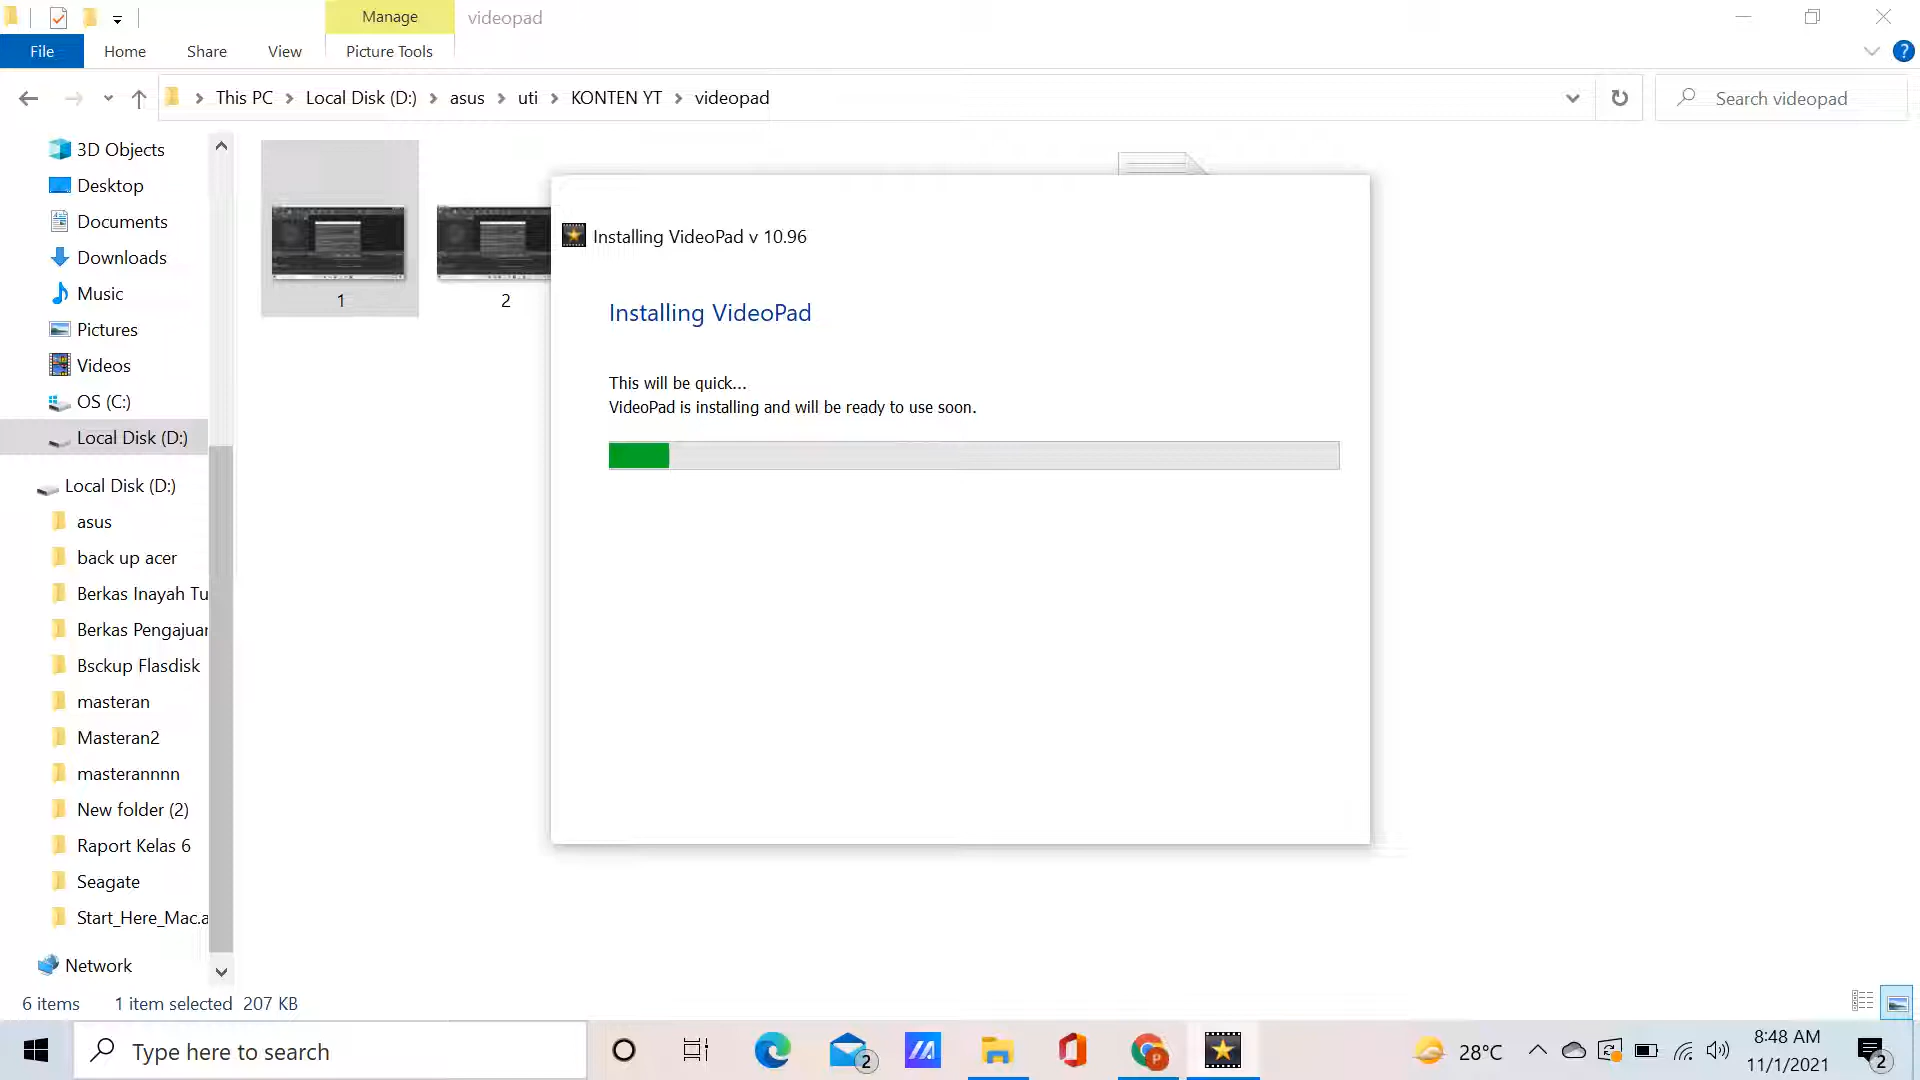 Manage
videopad
File
Home
Share
View
Picture Tools
This PC
Local Disk (D:)
asus
uti
KONTEN YT
videopad
Search videopad
3D Objects
Desktop
Documents
Downloads
Music
Pictures
Videos
OS (C:)
Local Disk (D:)
Local Disk (D:)
asus
back up acer
Berkas Inayah Tu
Berkas Pengajuan
Bsckup Flasdisk
masteran
Masteran2
masterannnn
New folder (2)
Raport Kelas 6
Seagate
Start_Here_Mac.a
Network
1
2
Installing VideoPad v 10.96
Installing VideoPad
This will be quick...
VideoPad is installing and will be ready to use soon.
6 items
1 item selected 207 KB
Type here to search
2
P
28°C
8:48 AM
11/1/2021
2